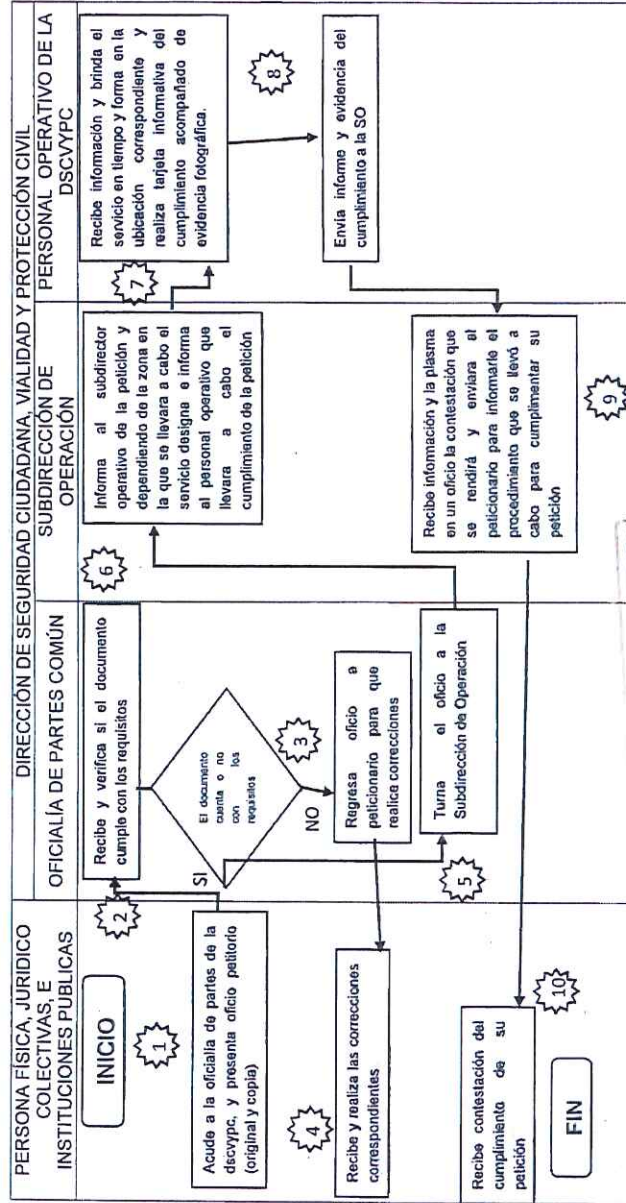 DIRECCIÓN DE SEGURIDAD CIUDADANA, VIALIDAD Y PROTECCIÓN CIVIL
PERSONA FÍSICA, JURIDICO
COLECTIVAS, E
INSTITUCIONES PUBLICAS
OFICIALÍA DE PARTES COMÚN
SUBDIRECCIÓN DE
OPERACIÓN
PERSONAL OPERATIVO DE LA
DSCVYPC
INICIO
1
Acude a la oficialia de partes de la
dscvypc, y presenta oficio petitorio
(original y copia)
2
Recibe y verifica si el documento
cumple con los requisitos
El documento
cuenta o no
con los
requisitos
SI
NO
3
Regresa oficio a
peticionario para que
realice correcciones
4
Recibe y realiza las correcciones
correspondientes
5
Turna el oficio a la
Subdirección de Operación
6
Informa al subdirector
operativo de la petición y
dependiendo de la zona en
la que se llevara a cabo el
servicio designa e informa
al personal operativo que
llevara a cabo el
cumplimiento de la petición
7
Recibe información y brinda el
servicio en tiempo y forma en la
ubicación correspondiente y
realiza tarjeta informativa del
cumplimiento acompañado de
evidencia fotográfica.
8
Envia informe y evidencia del
cumplimiento a la SO
Recibe información y la plasma
en un oficio la contestación que
se rendirá y enviara al
peticionario para informarle el
procedimiento que se llevó a
cabo para cumplimentar su
petición
9
10
Recibe contestación del
cumplimiento de su
petición
FIN